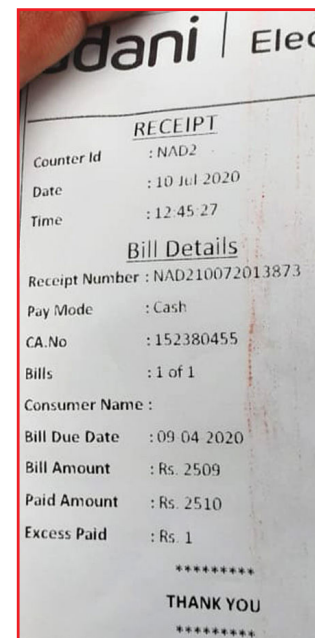 adani | Elec
RECEIPT
Counter Id : NAD2
Date : 10 Jul 2020
Time : 12:45:27
Bill Details
Receipt Number : NAD210072013873
Pay Mode : Cash
CA.No : 152380455
Bills : 1 of 1
Consumer Name :
Bill Due Date : 09-04-2020
Bill Amount : Rs. 2509
Paid Amount : Rs. 2510
Excess Paid : Rs. 1
*********
THANK YOU
*********